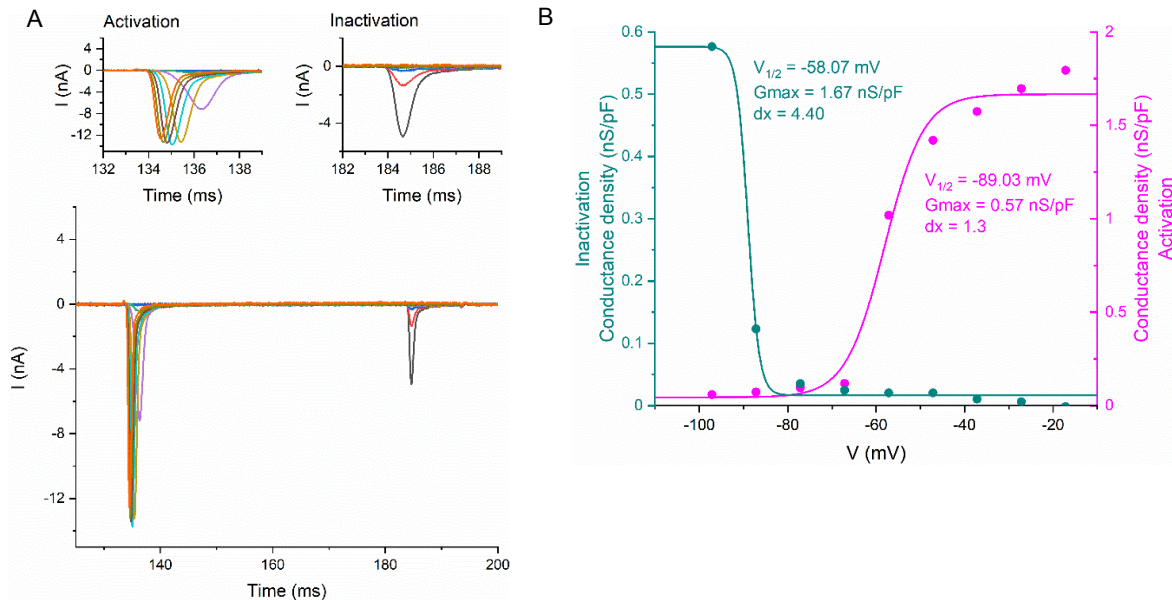 A
Activation
I (nA)
4
0
-4
-8
-12
132 134 136 138
Time (ms)
Inactivation
I (nA)
0
-2
-4
182 184 186 188
Time (ms)
I (nA)
4
0
-4
-8
-12
140 160 180 200
Time (ms)
B
Inactivation
Conductance density (nS/pF)
0.6
0.5
0.4
0.3
0.2
0.1
0
V1/2 = -58.07 mV
Gmax = 1.67 nS/pF
dx = 4.40
V1/2 = -89.03 mV
Gmax = 0.57 nS/pF
dx = 1.3
2
1.5
1
0.5
0
Conductance density (nS/pF)
Activation
-100 -80 -60 -40 -20
V (mV)